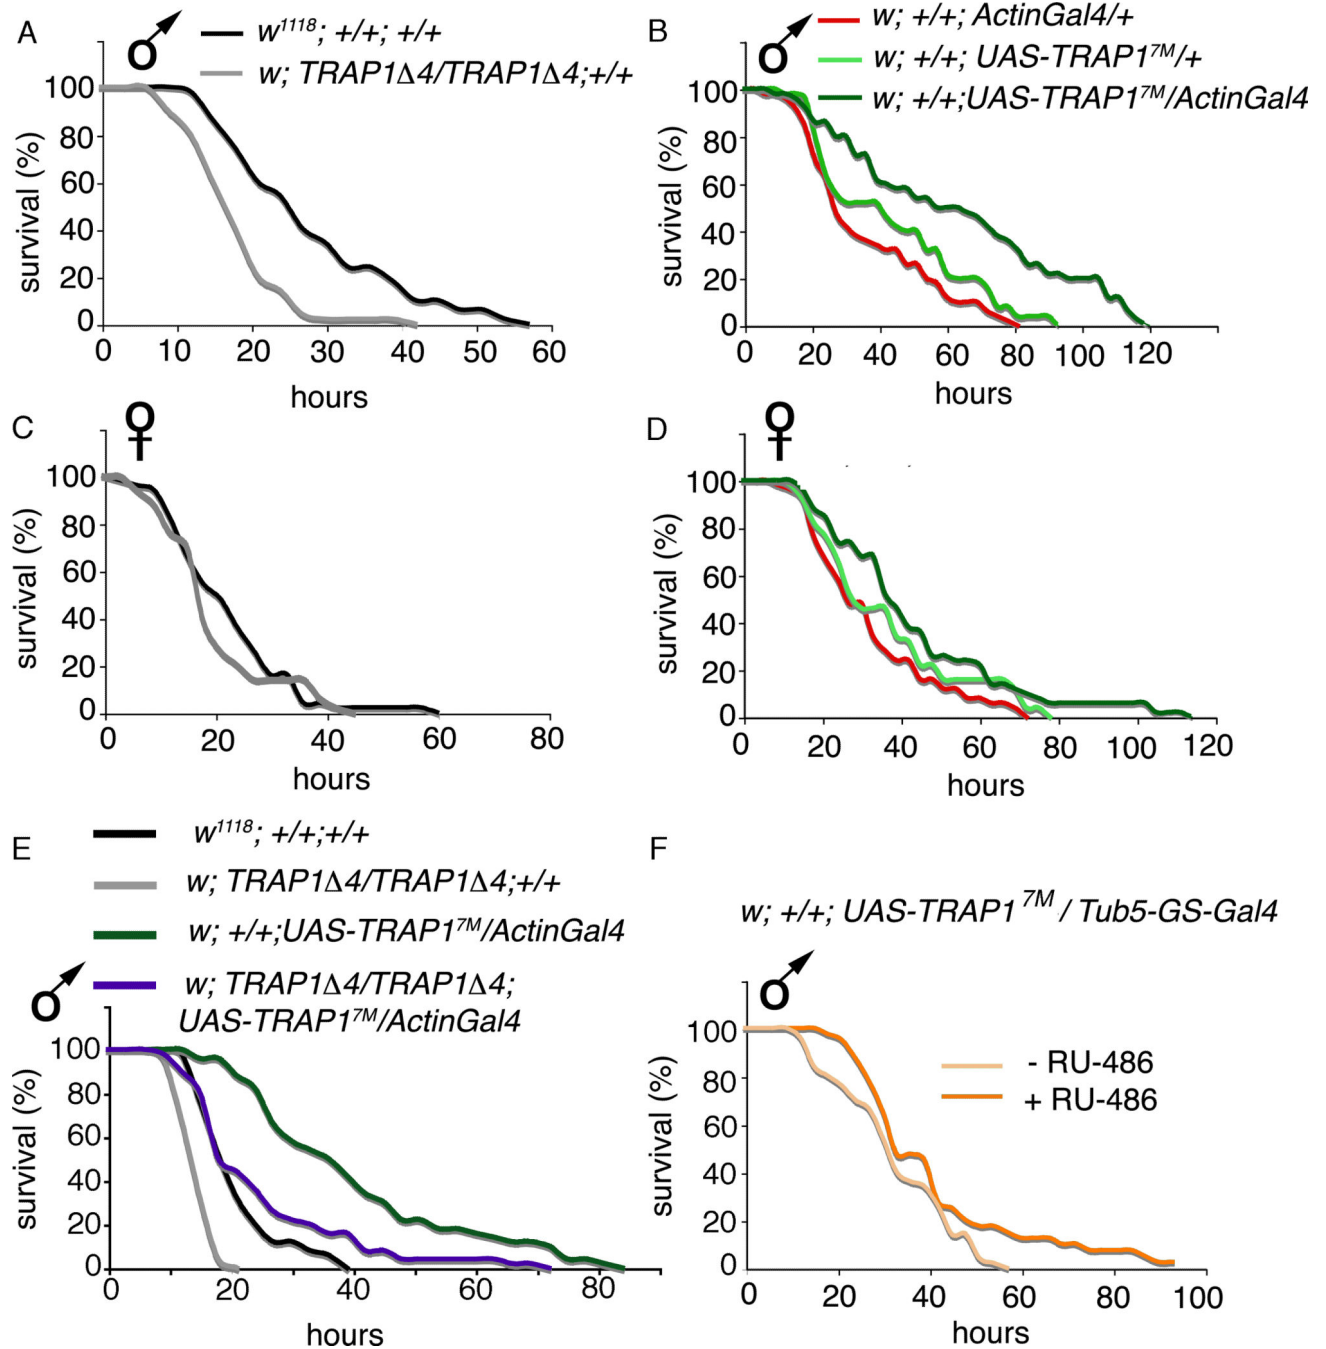 A
w1118; +/+; +/+
w; TRAP1Δ4/TRAP1Δ4;+/+
survival (%)
100
80
60
40
20
0
0 10 20 30 40 50 60
hours
B
w; +/+; ActinGal4/+
w; +/+; UAS-TRAP17M/+
w; +/+;UAS-TRAP17M/ActinGal4
survival (%)
100
80
60
40
20
0
0 20 40 60 80 100 120
hours
C
survival (%)
100
80
60
40
20
0
0 20 40 60 80
hours
D
survival (%)
100
80
60
40
20
0
0 20 40 60 80 100 120
hours
E
w1118; +/+;+/+
w; TRAP1Δ4/TRAP1Δ4;+/+
w; +/+;UAS-TRAP17M/ActinGal4
w; TRAP1Δ4/TRAP1Δ4;
UAS-TRAP17M/ActinGal4
survival (%)
100
80
60
40
20
0
0 20 40 60 80
hours
F
w; +/+; UAS-TRAP1 7M / Tub5-GS-Gal4
- RU-486
+ RU-486
survival (%)
100
80
60
40
20
0
0 20 40 60 80 100
hours